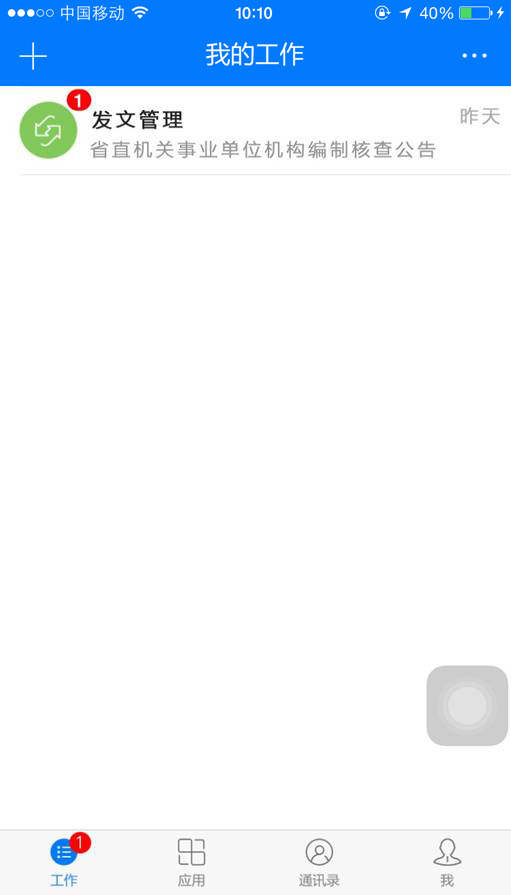 中国移动 10:10 40%
我的工作
1
发文管理 昨天
省直机关事业单位机构编制核查公告
1
工作 应用 通讯录 我